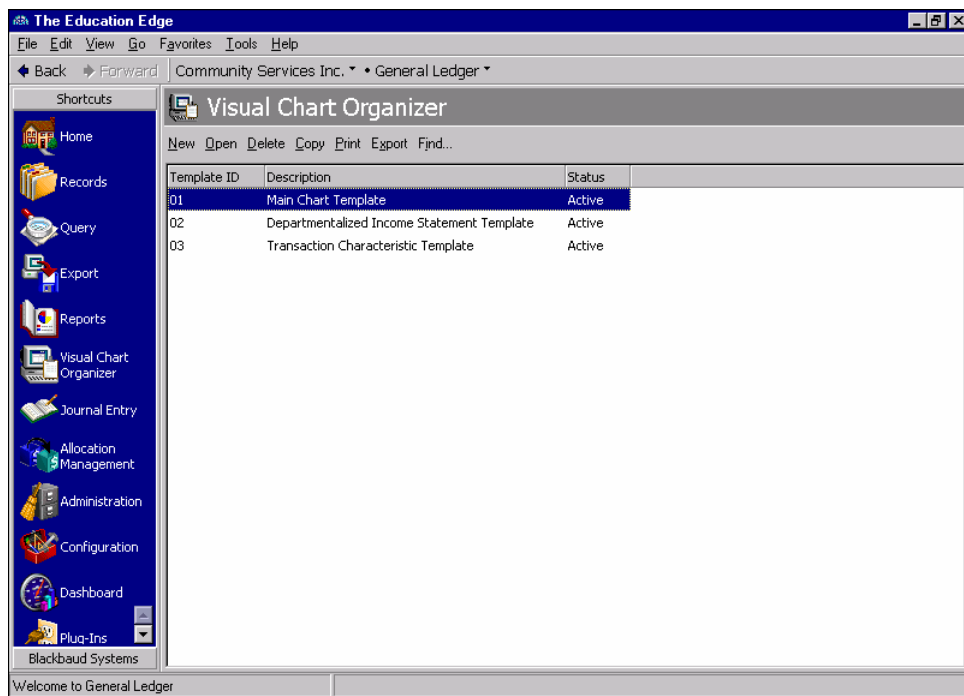 The Education Edge
File Edit View Go Favorites Tools Help
Back Forward Community Services Inc. • General Ledger
Shortcuts
Home
Records
Query
Export
Reports
Visual Chart
Organizer
Journal Entry
Allocation
Management
Administration
Configuration
Dashboard
Plug-Ins
Blackbaud Systems
Visual Chart Organizer
New Open Delete Copy Print Export Find...
Template ID Description Status
01 Main Chart Template Active
02 Departmentalized Income Statement Template Active
03 Transaction Characteristic Template Active
Welcome to General Ledger